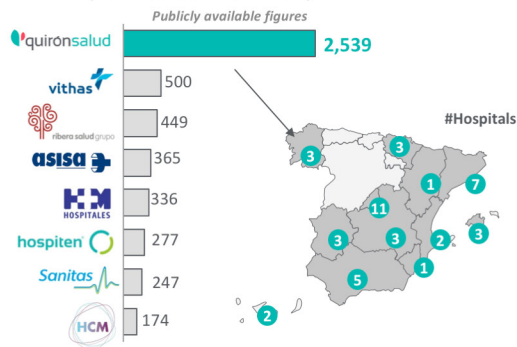 Publicly available figures
quirónsalud
2,539
vithas
500
ribera salud grupo
449
asisa
365
HM
HOSPITALES
336
hospiten
277
Sanitas
247
HCM
174
#Hospitals
3
3
1
7
11
3
3
2
3
1
5
2